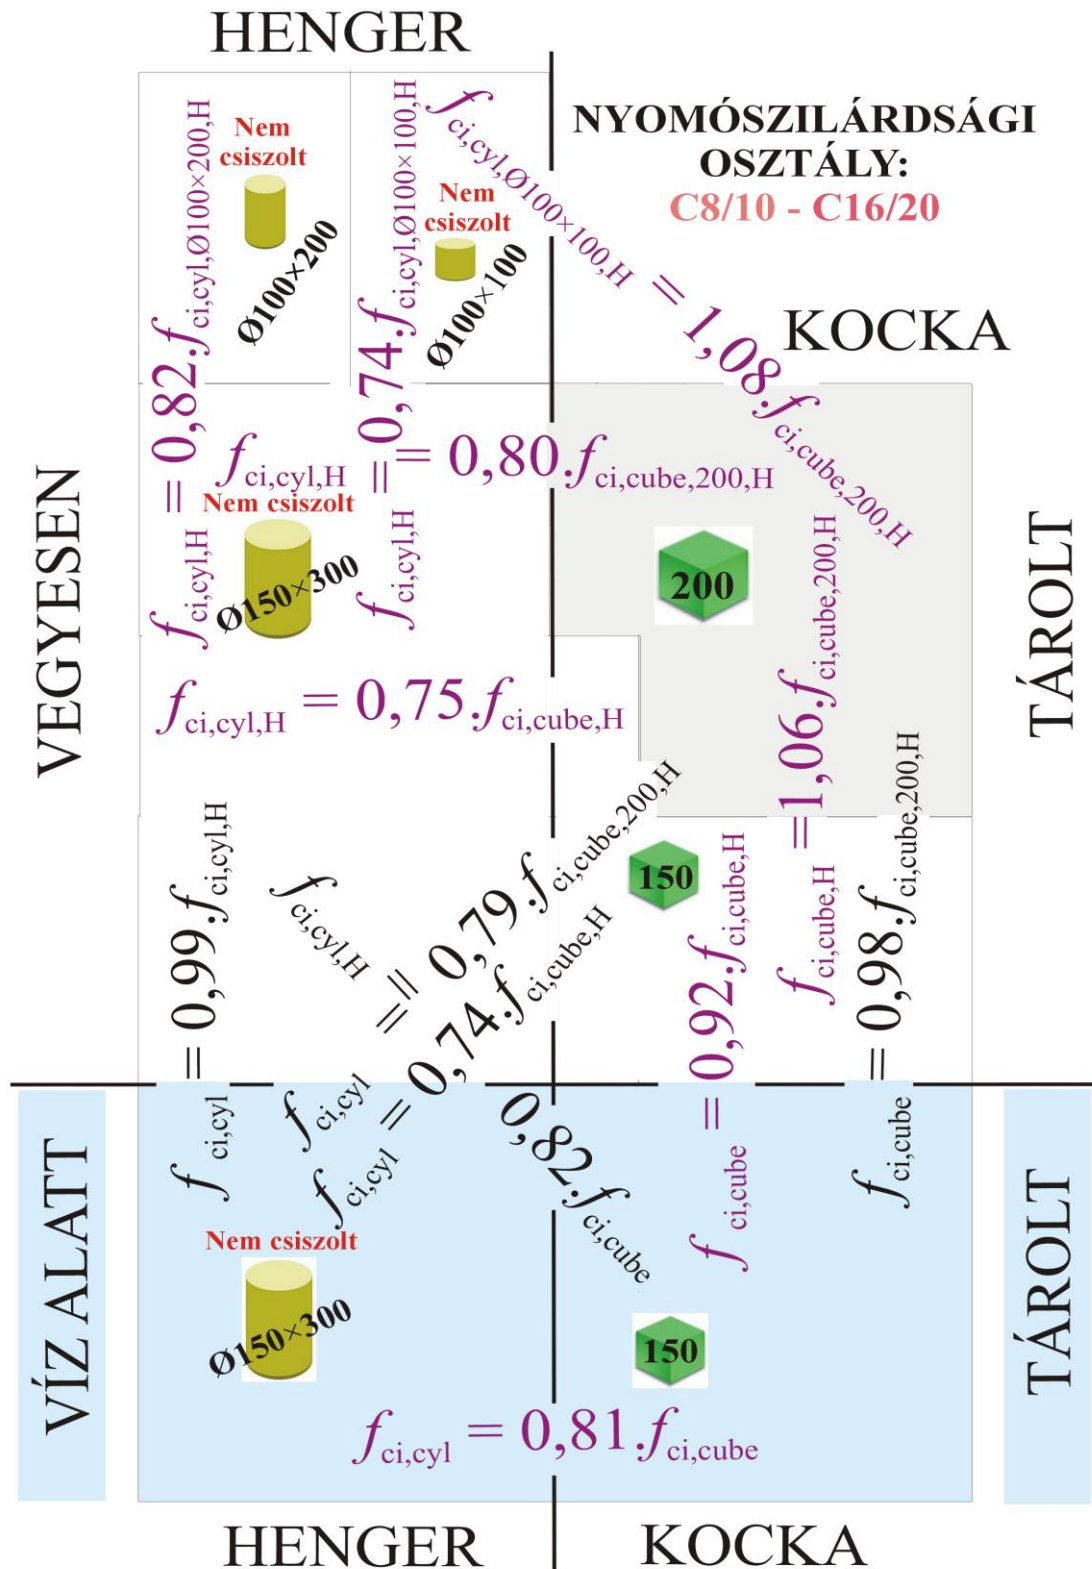 HENGER
NYOMÓSZILÁRDSÁGI
OSZTÁLY:
C8/10 - C16/20
KOCKA
Nem
csiszolt
Ø100×200
Nem
csiszolt
Ø100×100
f ci,cyl,H = 0,82.f ci,cyl,Ø100×200,H
f ci,cyl,H = 0,74.f ci,cyl,Ø100×100,H
f ci,cyl,Ø100×100,H = 1,08.f ci,cube,200,H
f ci,cyl,H = 0,80.f ci,cube,200,H
Nem csiszolt
Ø150×300
200
VEGYESEN
TÁROLT
f ci,cyl,H = 0,75.f ci,cube,H
f ci,cube,H =1,06.f ci,cube,200,H
150
f ci,cyl = 0,99.f ci,cyl,H
f ci,cyl,H = 0,82.f ci,cube
f ci,cyl = 0,79.f ci,cube,200,H
f ci,cyl = 0,74.f ci,cube,H
f ci,cube = 0,92.f ci,cube,H
f ci,cube = 0,98.f ci,cube,200,H
VÍZ ALATT
TÁROLT
Nem csiszolt
Ø150×300
150
f ci,cyl = 0,81.f ci,cube
HENGER
KOCKA